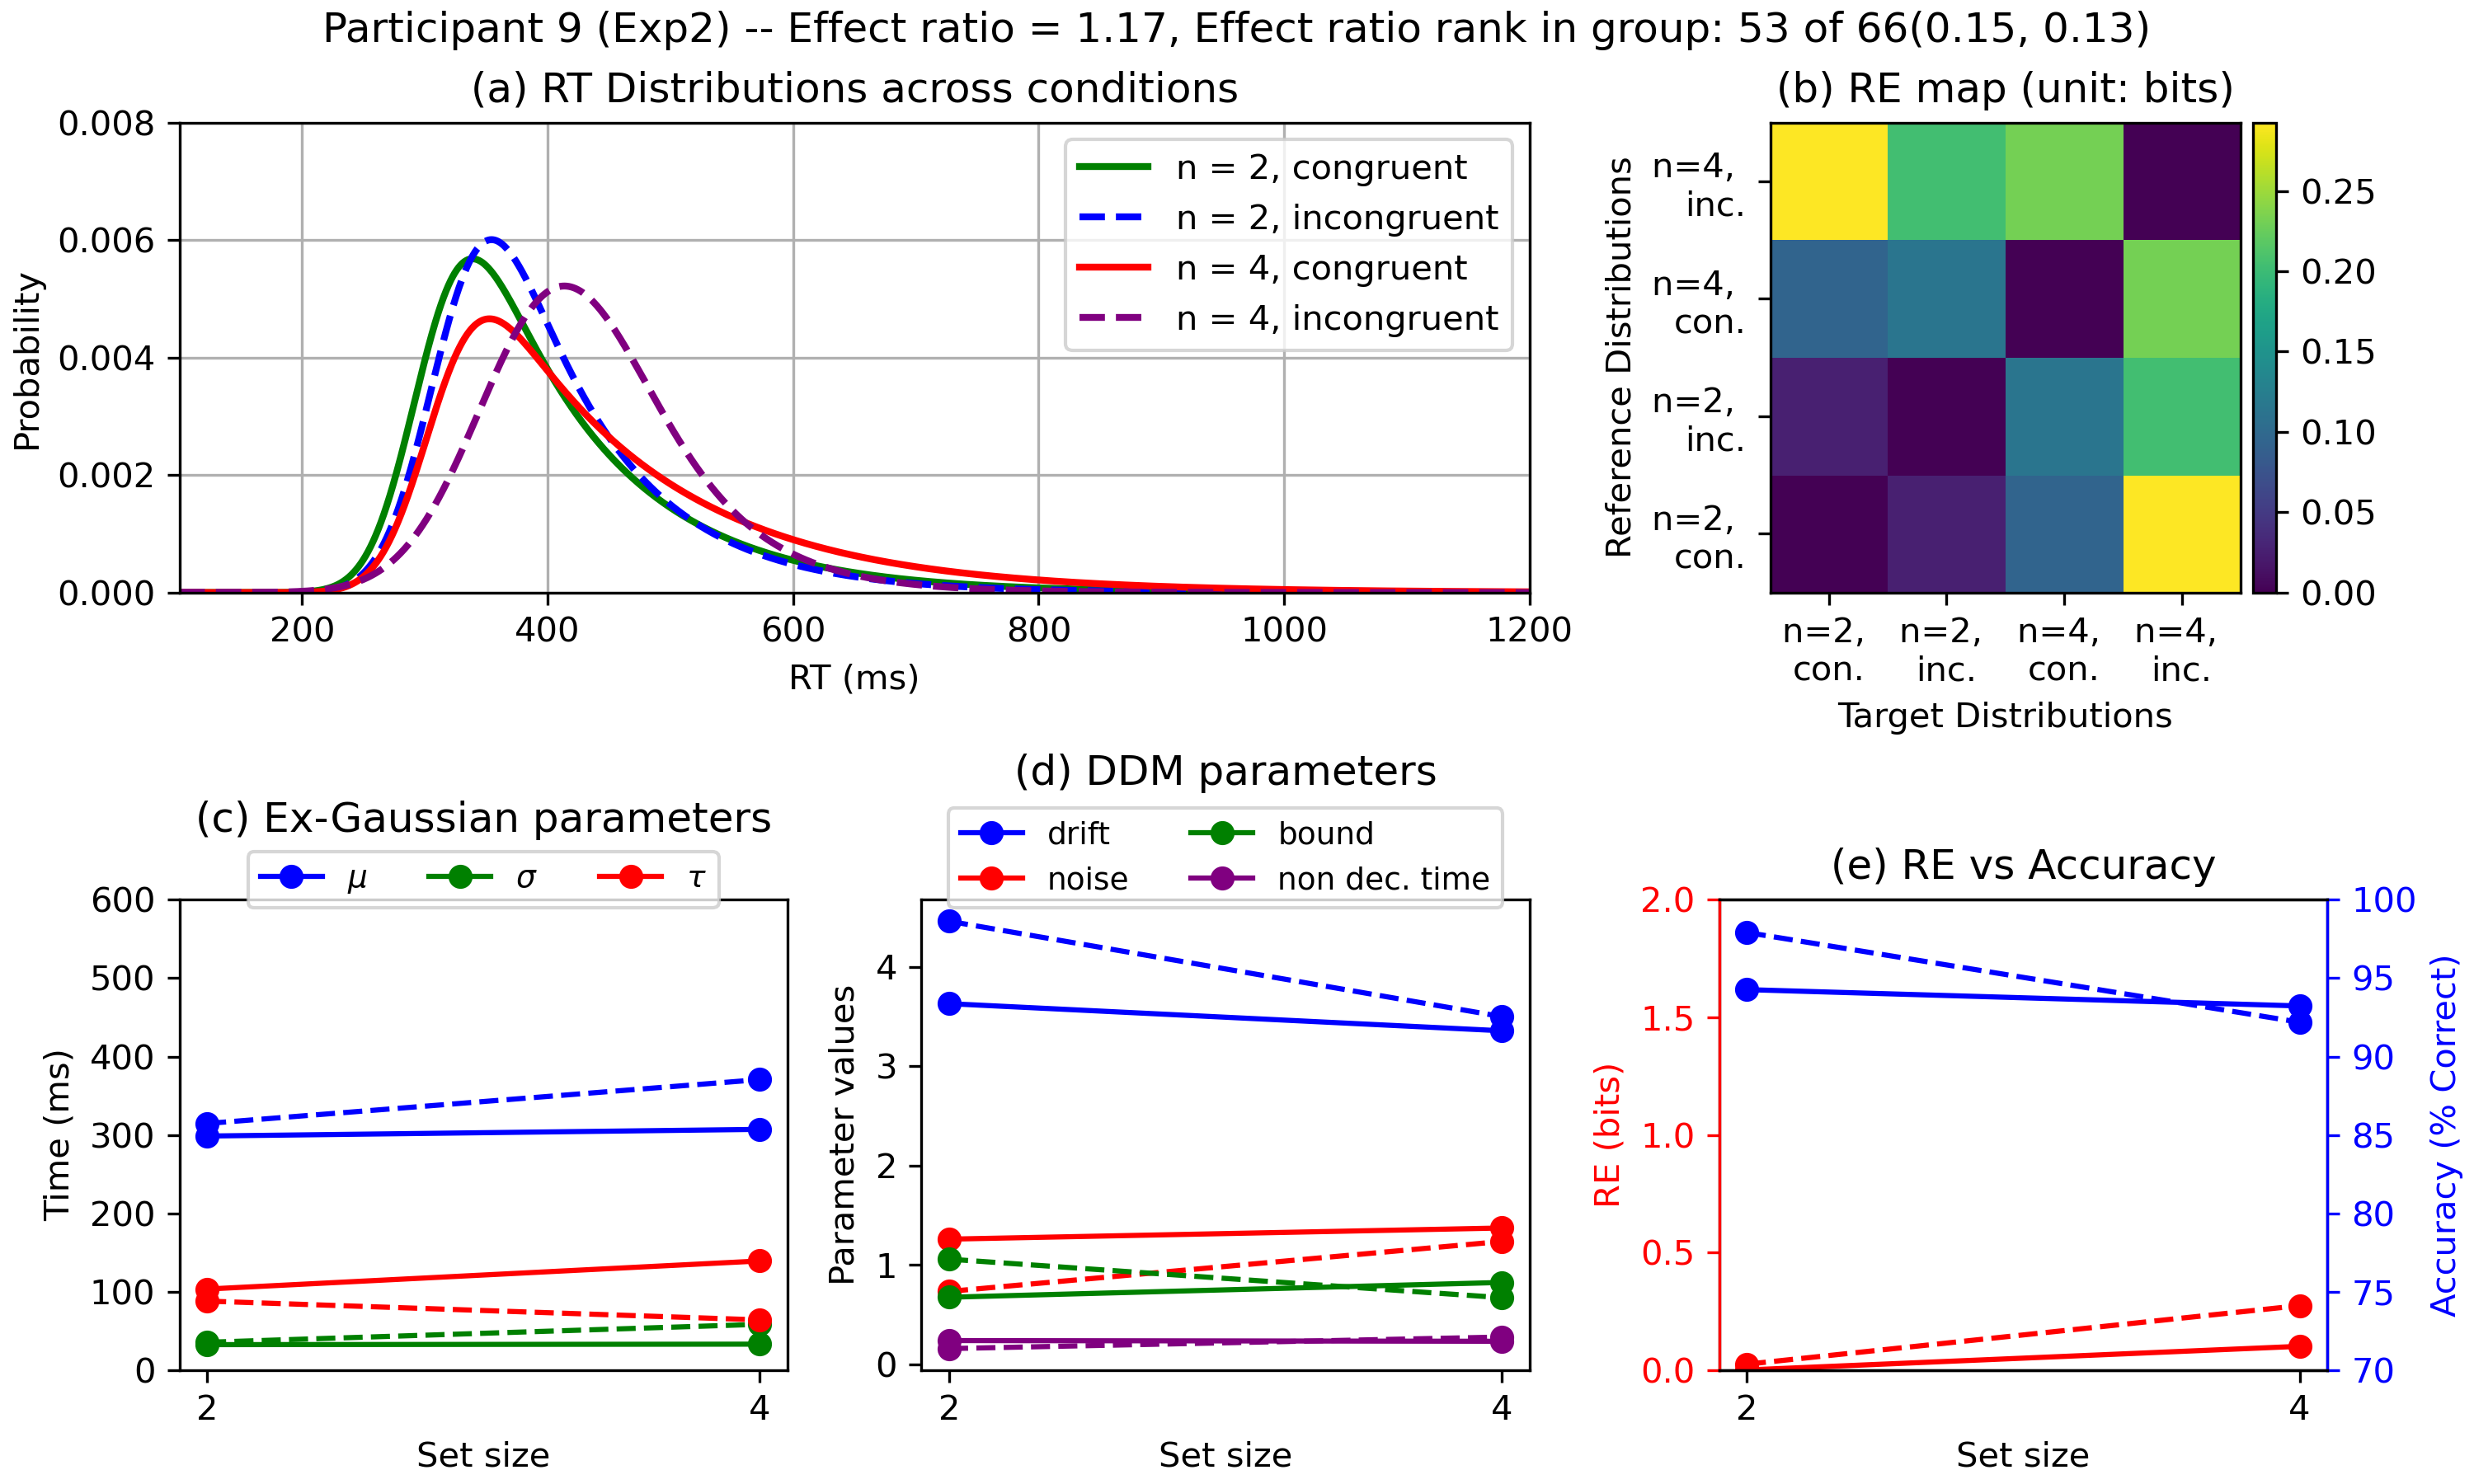 Participant 9 (Exp2) -- Effect ratio = 1.17, Effect ratio rank in group: 53 of 66(0.15, 0.13)
(a) RT Distributions across conditions
0.008
0.006
0.004
0.002
0.000
Probability
200
400
600
800
1000
1200
RT (ms)
n = 2, congruent
n = 2, incongruent
n = 4, congruent
n = 4, incongruent
(b) RE map (unit: bits)
Reference Distributions
n=4,
inc.
n=4,
con.
n=2,
inc.
n=2,
con.
n=2,
con.
n=2,
inc.
n=4,
con.
n=4,
inc.
Target Distributions
0.25
0.20
0.15
0.10
0.05
0.00
(c) Ex-Gaussian parameters
μ
σ
τ
600
500
400
300
200
100
0
Time (ms)
2
4
Set size
(d) DDM parameters
drift
noise
bound
non dec. time
4
3
2
1
0
Parameter values
2
4
Set size
(e) RE vs Accuracy
2.0
1.5
1.0
0.5
0.0
RE (bits)
100
95
90
85
80
75
70
Accuracy (% Correct)
2
4
Set size